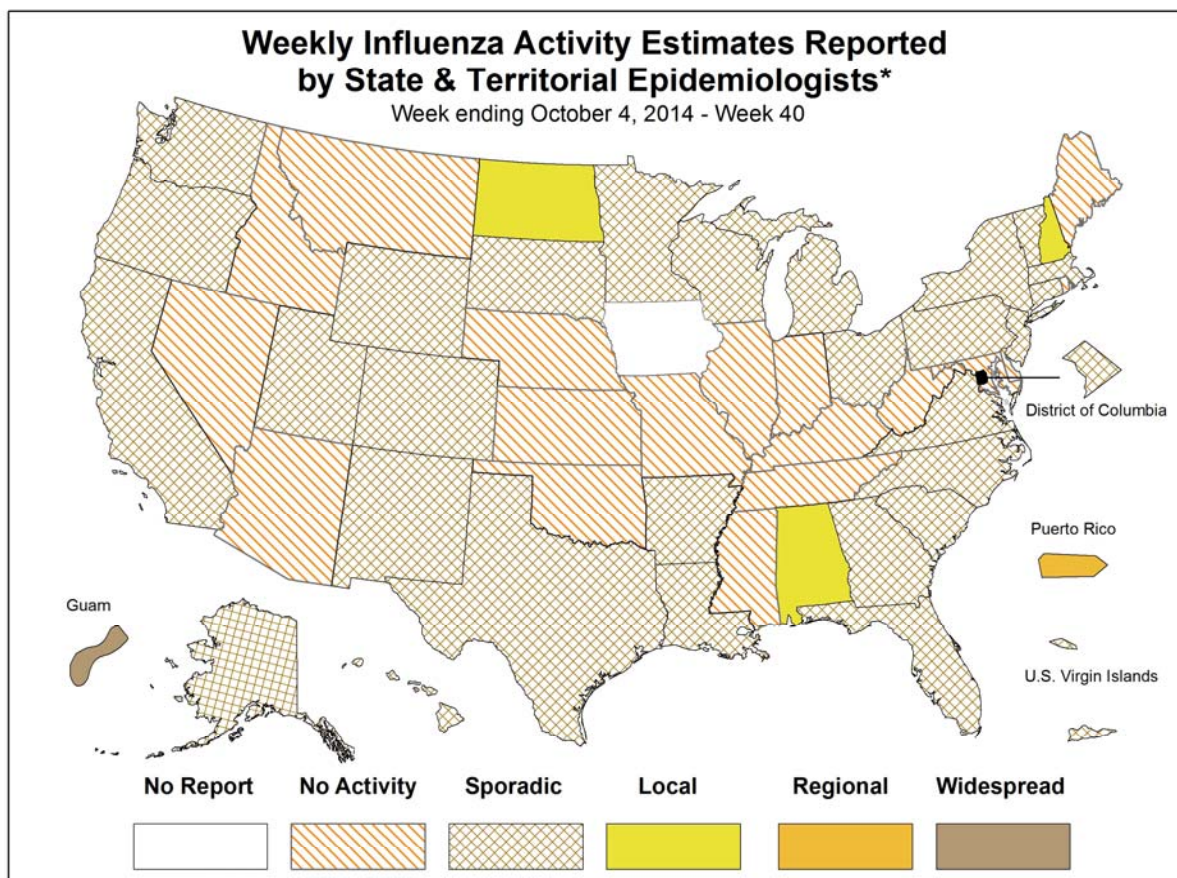 Weekly Influenza Activity Estimates Reported
by State & Territorial Epidemiologists*
Week ending October 4, 2014 - Week 40
District of Columbia
Puerto Rico
Guam
U.S. Virgin Islands
No Report No Activity Sporadic Local Regional Widespread